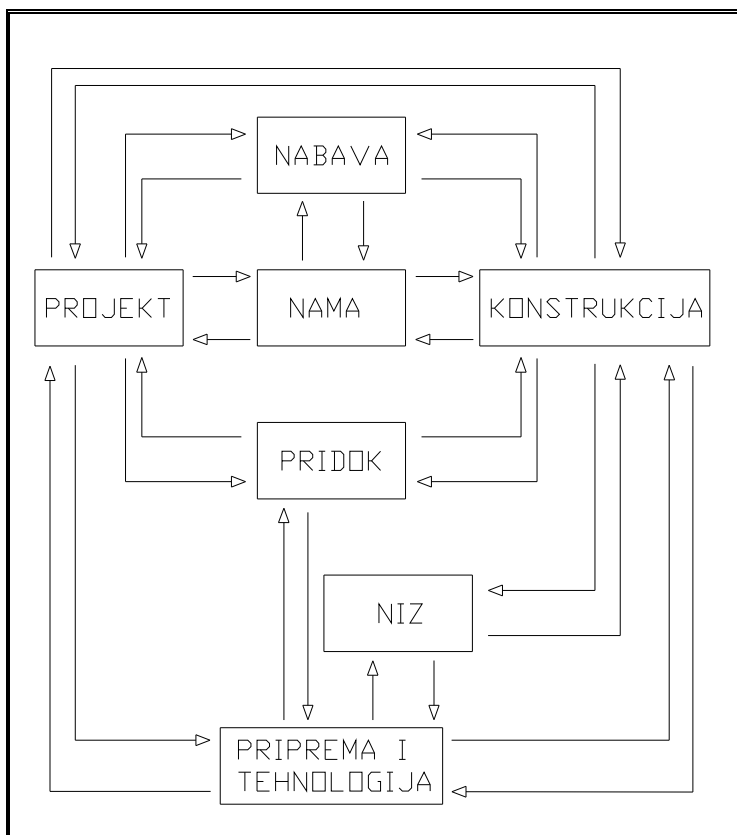 NABAVA
PROJEKT
NAMA
KONSTRUKCIJA
PRIDOK
NIZ
PRIPREMA I
TEHNOLOGIJA